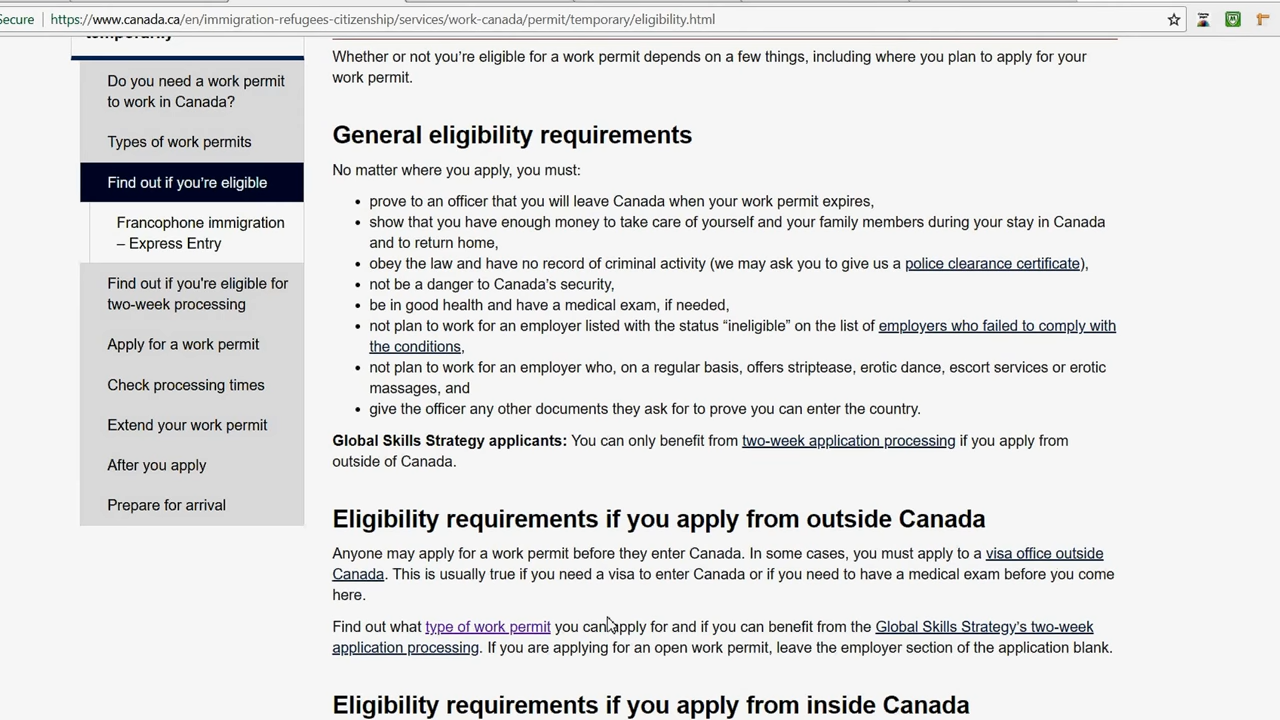 Secure
https://www.canada.ca/en/immigration-refugees-citizenship/services/work-canada/permit/temporary/eligibility.html
temporarily
Do you need a work permit
to work in Canada?
Types of work permits
Find out if you're eligible
Francophone immigration
– Express Entry
Find out if you're eligible for
two-week processing
Apply for a work permit
Check processing times
Extend your work permit
After you apply
Prepare for arrival
Whether or not you’re eligible for a work permit depends on a few things, including where you plan to apply for your
work permit.
General eligibility requirements
No matter where you apply, you must:
• prove to an officer that you will leave Canada when your work permit expires,
• show that you have enough money to take care of yourself and your family members during your stay in Canada
and to return home,
• obey the law and have no record of criminal activity (we may ask you to give us a police clearance certificate),
• not be a danger to Canada’s security,
• be in good health and have a medical exam, if needed,
• not plan to work for an employer listed with the status “ineligible” on the list of employers who failed to comply with
the conditions,
• not plan to work for an employer who, on a regular basis, offers striptease, erotic dance, escort services or erotic
massages, and
• give the officer any other documents they ask for to prove you can enter the country.
Global Skills Strategy applicants: You can only benefit from two-week application processing if you apply from
outside of Canada.
Eligibility requirements if you apply from outside Canada
Anyone may apply for a work permit before they enter Canada. In some cases, you must apply to a visa office outside
Canada. This is usually true if you need a visa to enter Canada or if you need to have a medical exam before you come
here.
Find out what type of work permit you can apply for and if you can benefit from the Global Skills Strategy’s two-week
application processing. If you are applying for an open work permit, leave the employer section of the application blank.
Eligibility requirements if you apply from inside Canada